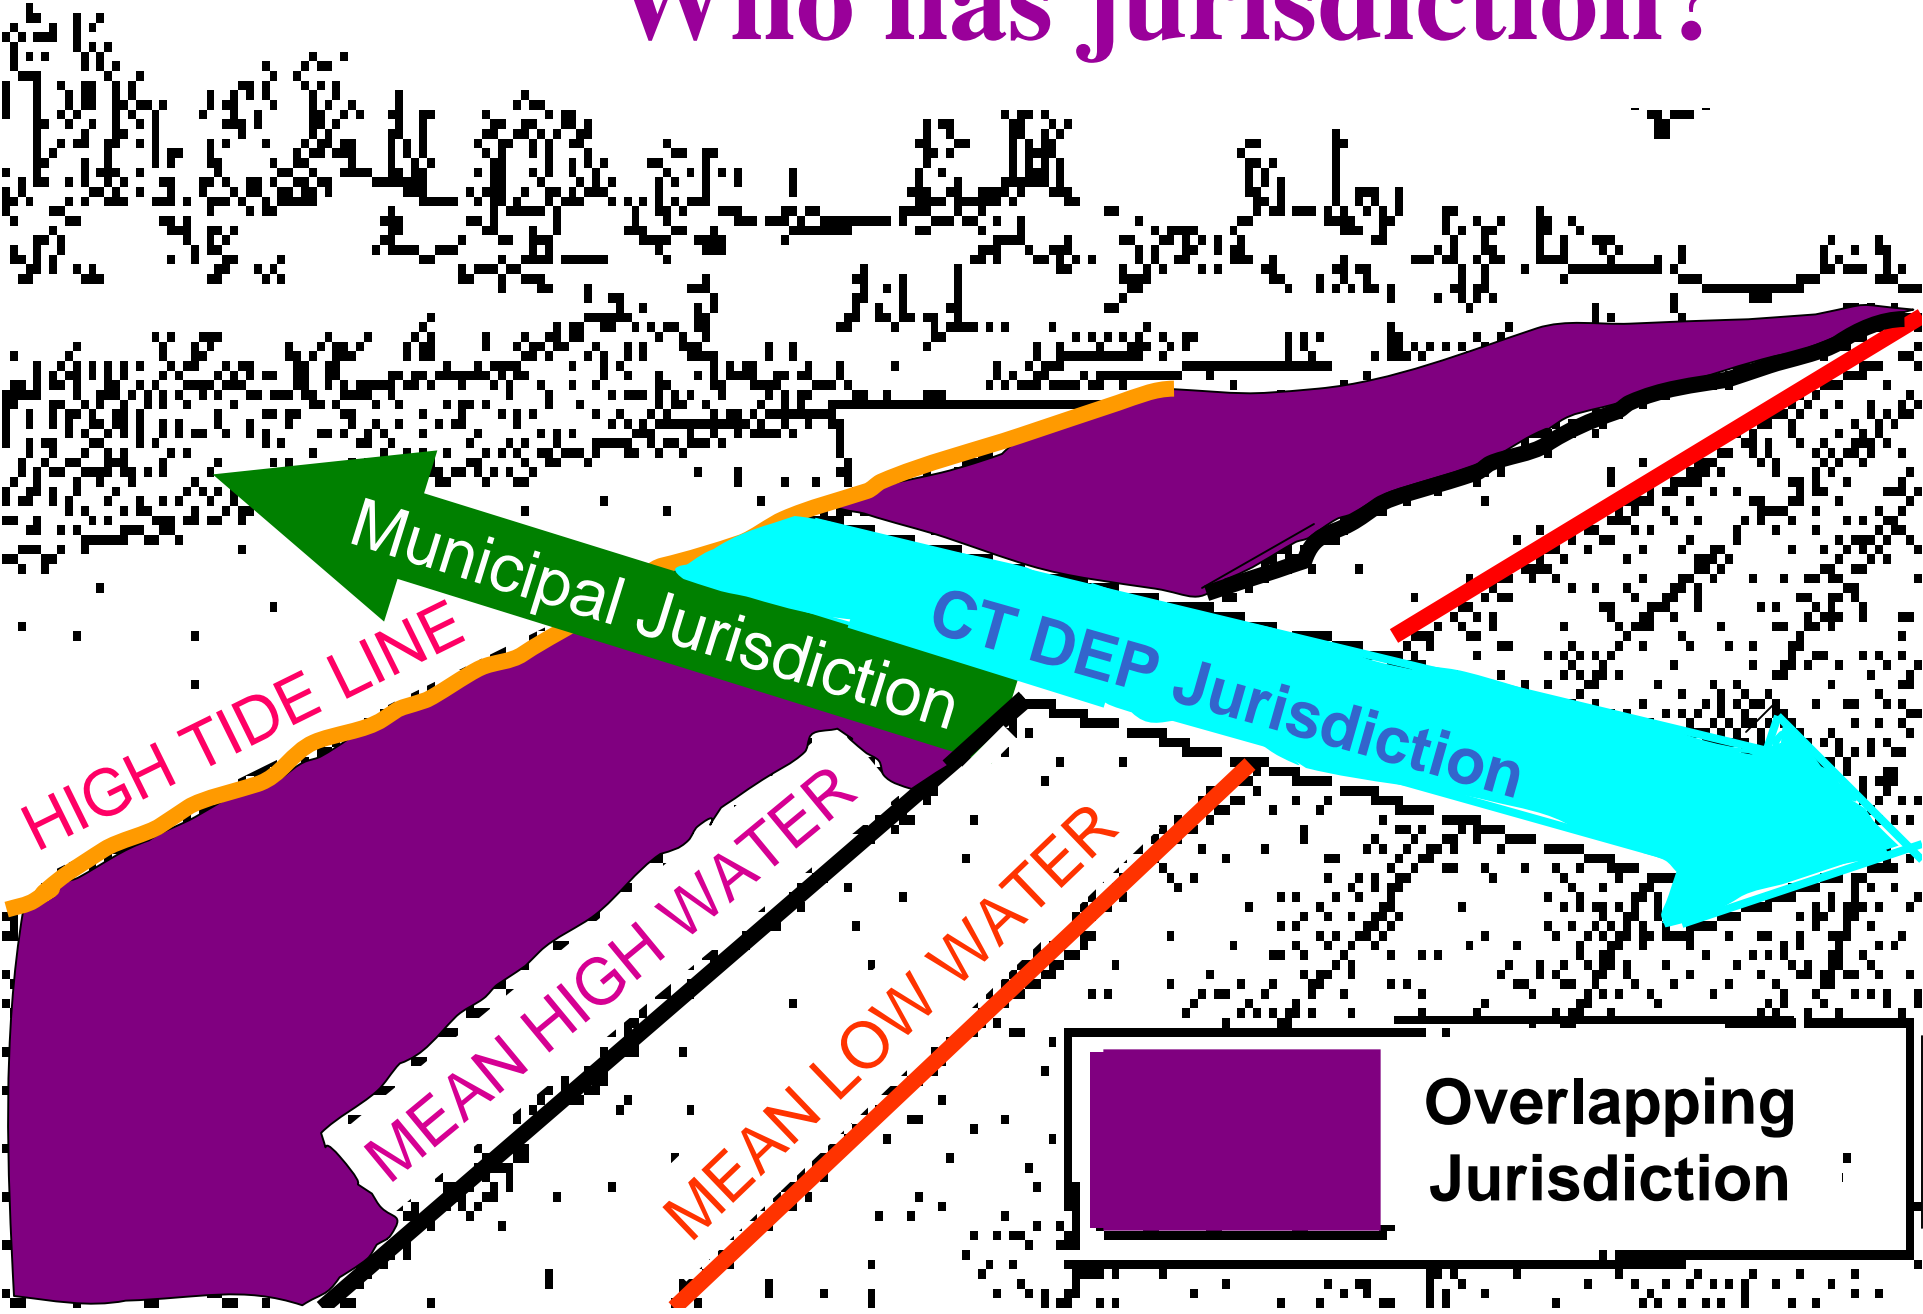 Who has jurisdiction?
Municipal Jurisdiction
CT DEP Jurisdiction
HIGH TIDE LINE
MEAN HIGH WATER
MEAN LOW WATER
Overlapping
Jurisdiction